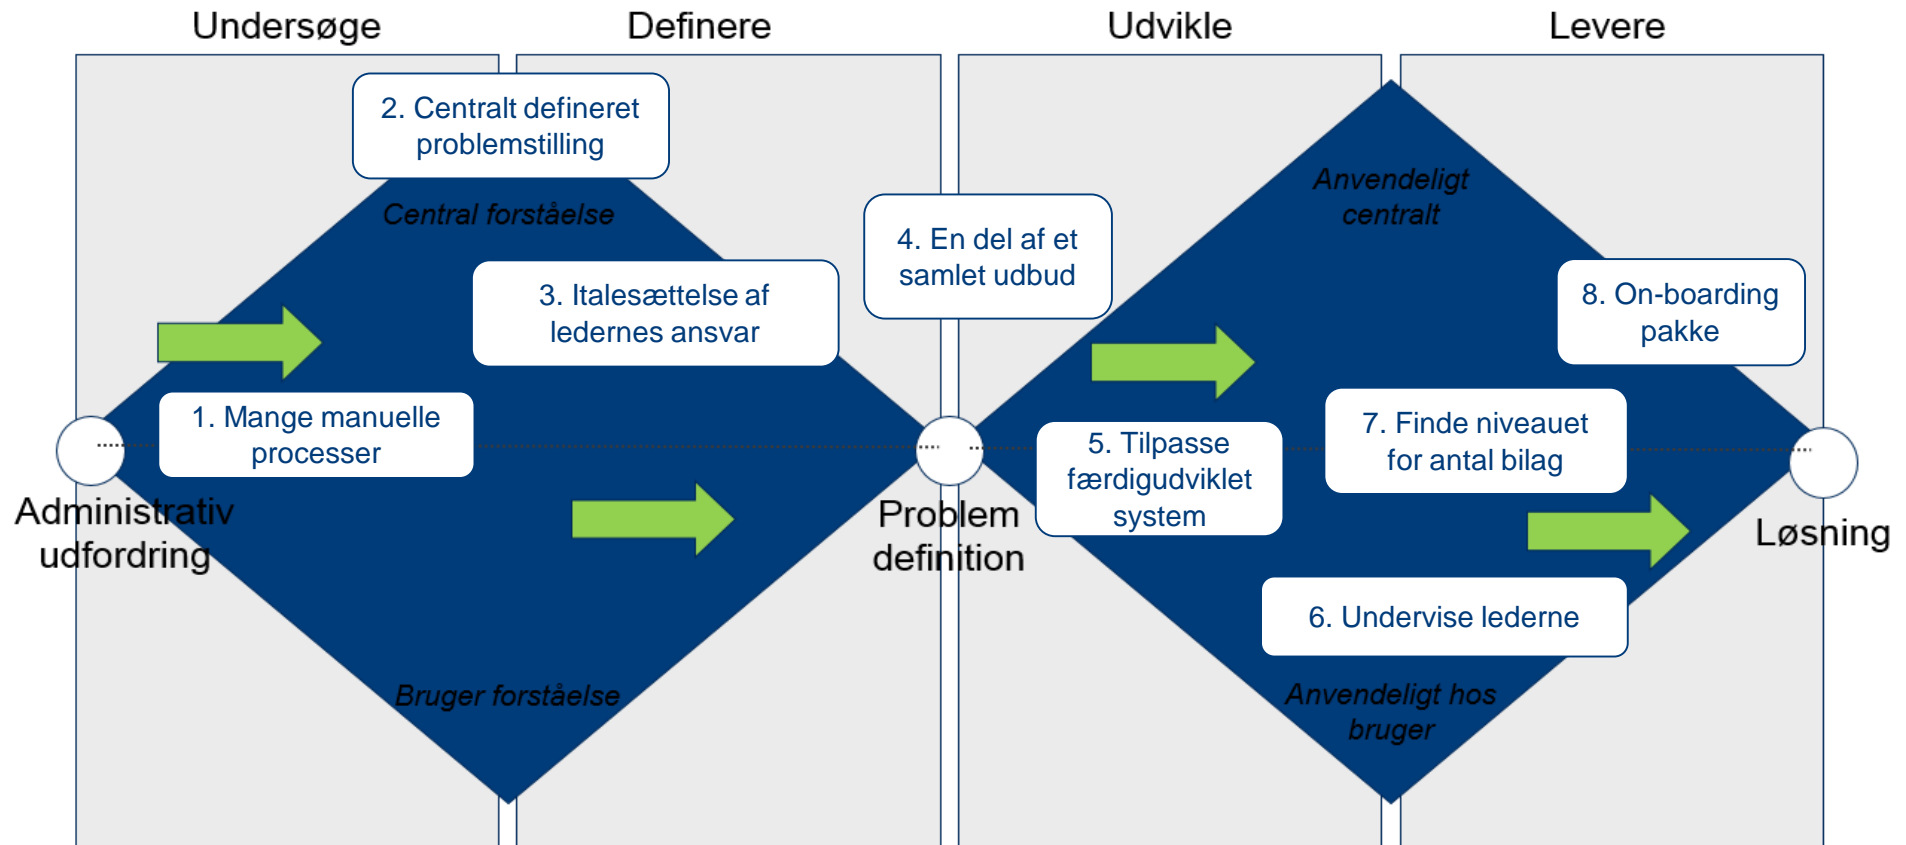 Undersøge
Definere
Udvikle
Levere
2. Centralt defineret
problemstilling
Central forståelse
3. Italesættelse af
ledernes ansvar
1. Mange manuelle
processer
Administrativ
udfordring
Bruger forståelse
4. En del af et
samlet udbud
Problem
definition
Anvendeligt
centralt
5. Tilpasse
færdigudviklet
system
7. Finde niveauet
for antal bilag
8. On-boarding
pakke
6. Undervise lederne
Anvendeligt hos
bruger
Løsning